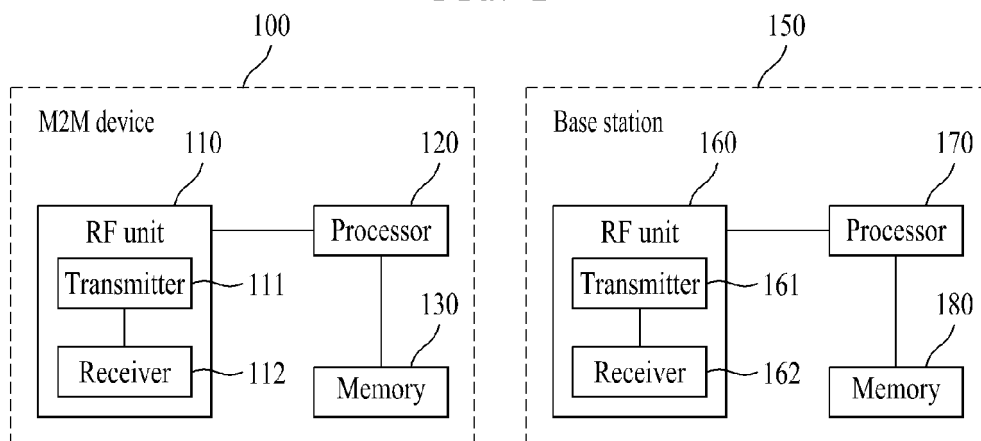 100
150
M2M device
110
120
RF unit
Processor
Transmitter
111
130
Receiver
112
Memory
Base station
160
170
RF unit
Processor
Transmitter
161
180
Receiver
162
Memory